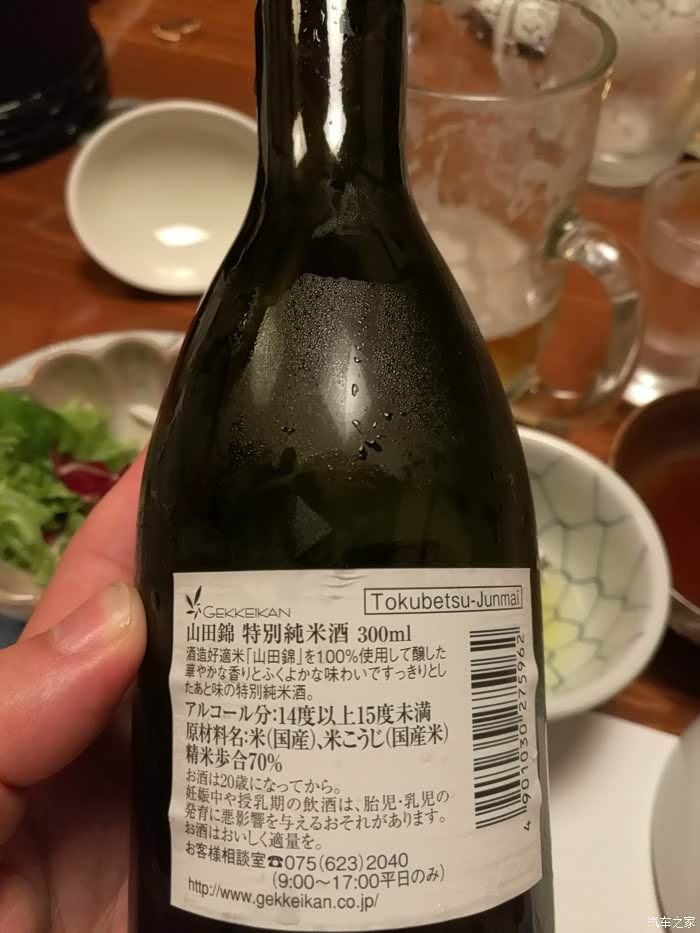 GEKKEIKAN
Tokubetsu-Junmai
山田錦 特別純米酒 300ml
酒造好適米「山田錦」を100%使用して醸した
華やかな香りとふくよかな味わいですっきりとし
たあと味の特別純米酒。
アルコール分:14度以上15度未満
原材料名:米(国産)、米こうじ(国産米)
精米歩合70%
お酒は20歳になってから。
妊娠中や授乳期の飲酒は、胎児・乳児の
発育に悪影響を与えるおそれがあります。
お酒はおいしく適量を。
お客様相談室☎075(623)2040
(9:00〜17:00平日のみ)
http://www.gekkeikan.co.jp/
4 901030 275962
汽车之家